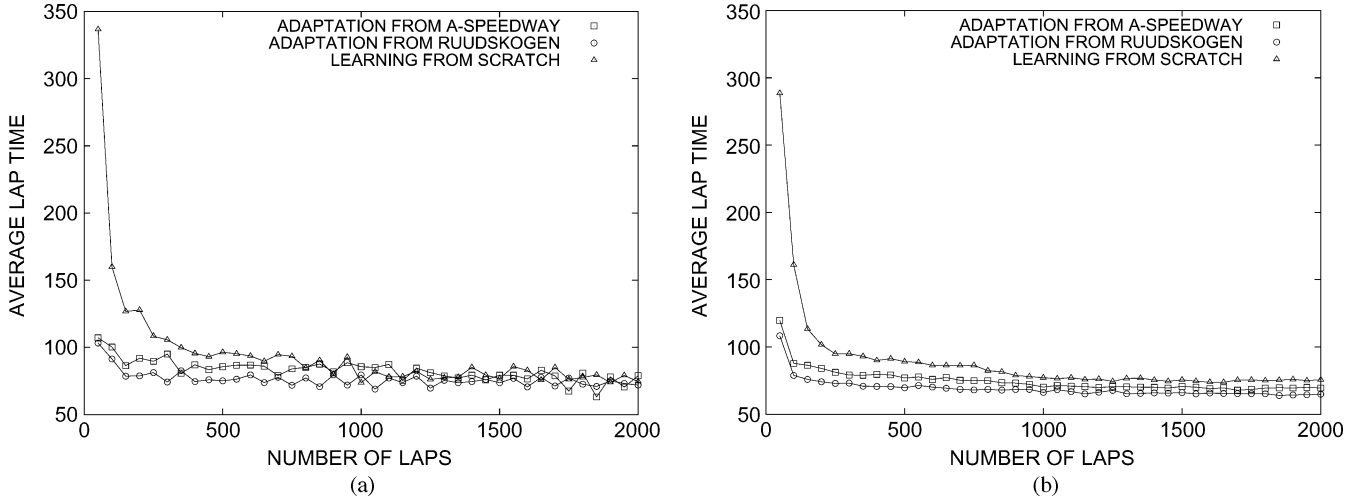 350
300
250
200
150
100
50
0
500
1000
1500
2000
AVERAGE LAP TIME
NUMBER OF LAPS
ADAPTATION FROM A-SPEEDWAY
ADAPTATION FROM RUUDSKOGEN
LEARNING FROM SCRATCH
(a)
350
300
250
200
150
100
50
0
500
1000
1500
2000
AVERAGE LAP TIME
NUMBER OF LAPS
ADAPTATION FROM A-SPEEDWAY
ADAPTATION FROM RUUDSKOGEN
LEARNING FROM SCRATCH
(b)